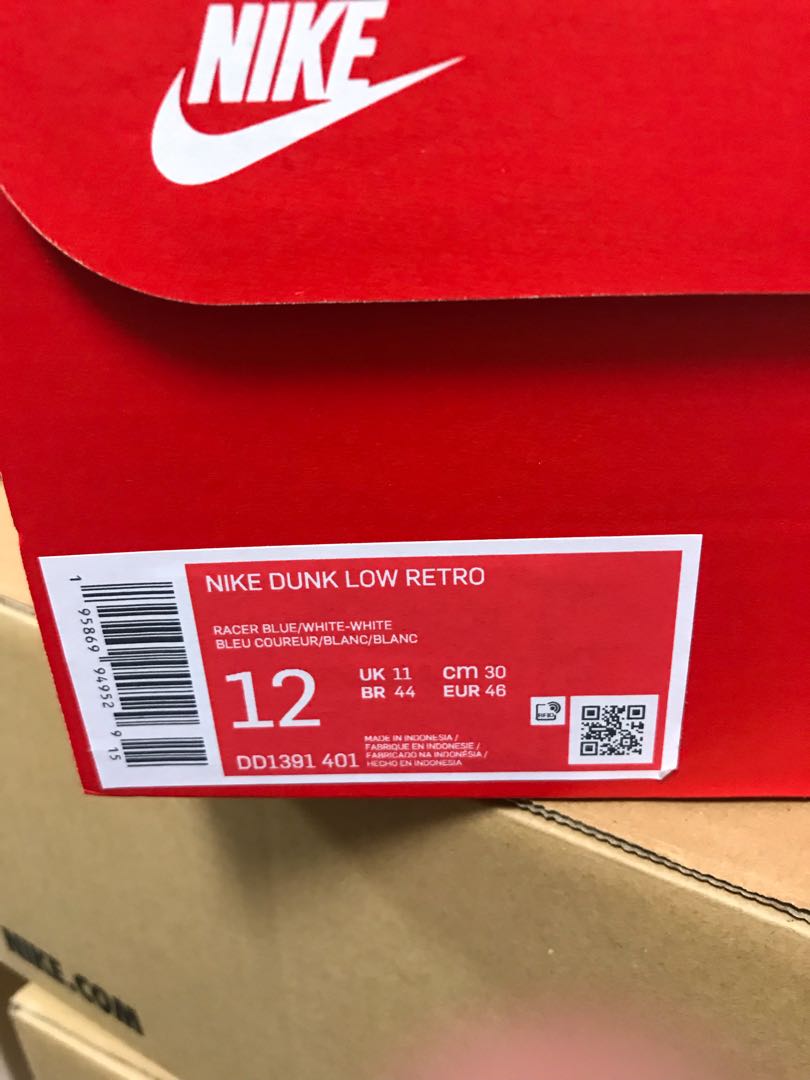 NIKE
NIKE DUNK LOW RETRO
RACER BLUE/WHITE-WHITE
BLEU COUREUR/BLANC/BLANC
12
UK 11 cm 30
BR 44 EUR 46
RFID
DD1391 401
MADE IN INDONESIA /
FABRIQUE EN INDONESIE /
FABRICADO NA INDONÉSIA /
HECHO EN INDONESIA
1 95869 94952 9 15
NIKE.COM